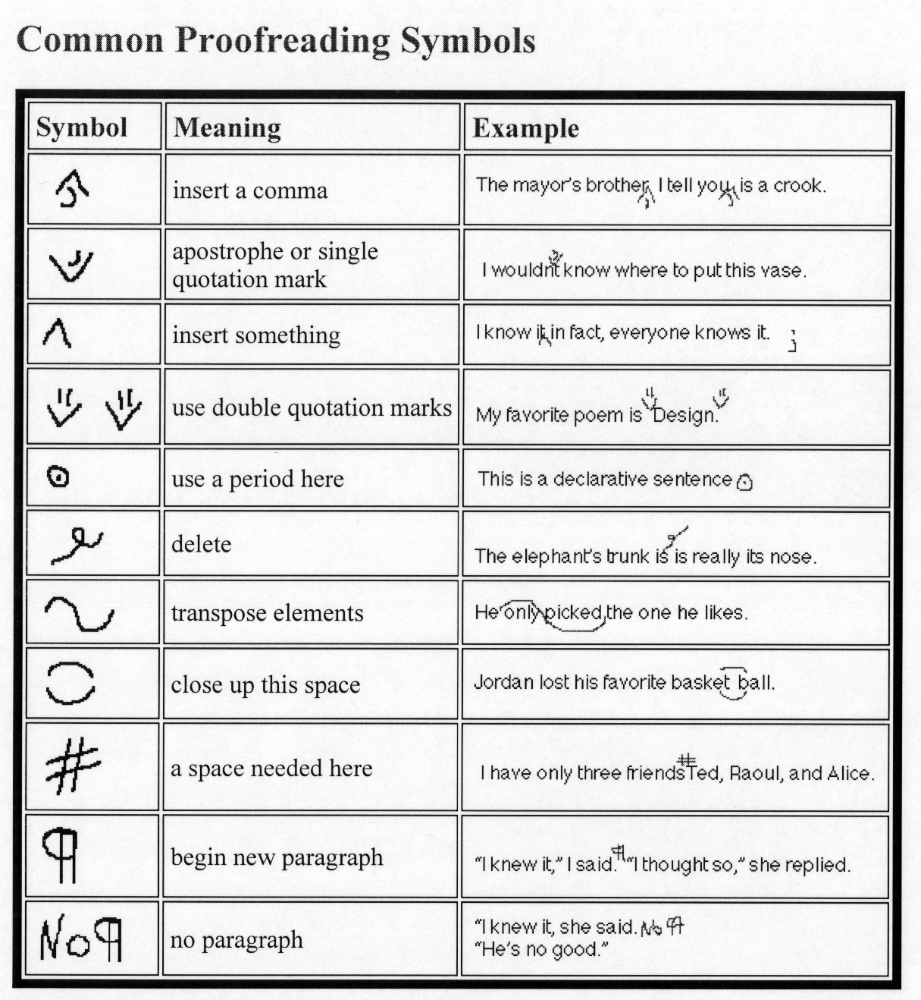 Common Proofreading Symbols
Symbol Meaning Example
insert a comma The mayor's brother, I tell you, is a crook.
apostrophe or single
quotation mark I wouldn't know where to put this vase.
insert something I know it in fact, everyone knows it. ;
use double quotation marks My favorite poem is "Design."
use a period here This is a declarative sentence
delete The elephant's trunk is is really its nose.
transpose elements He only picked the one he likes.
close up this space Jordan lost his favorite basket ball.
# a space needed here I have only three friends # Ted, Raoul, and Alice.
¶ begin new paragraph “I knew it,” I said. ¶ “I thought so,” she replied.
No ¶ no paragraph “I knew it, she said. No ¶
“He's no good.”